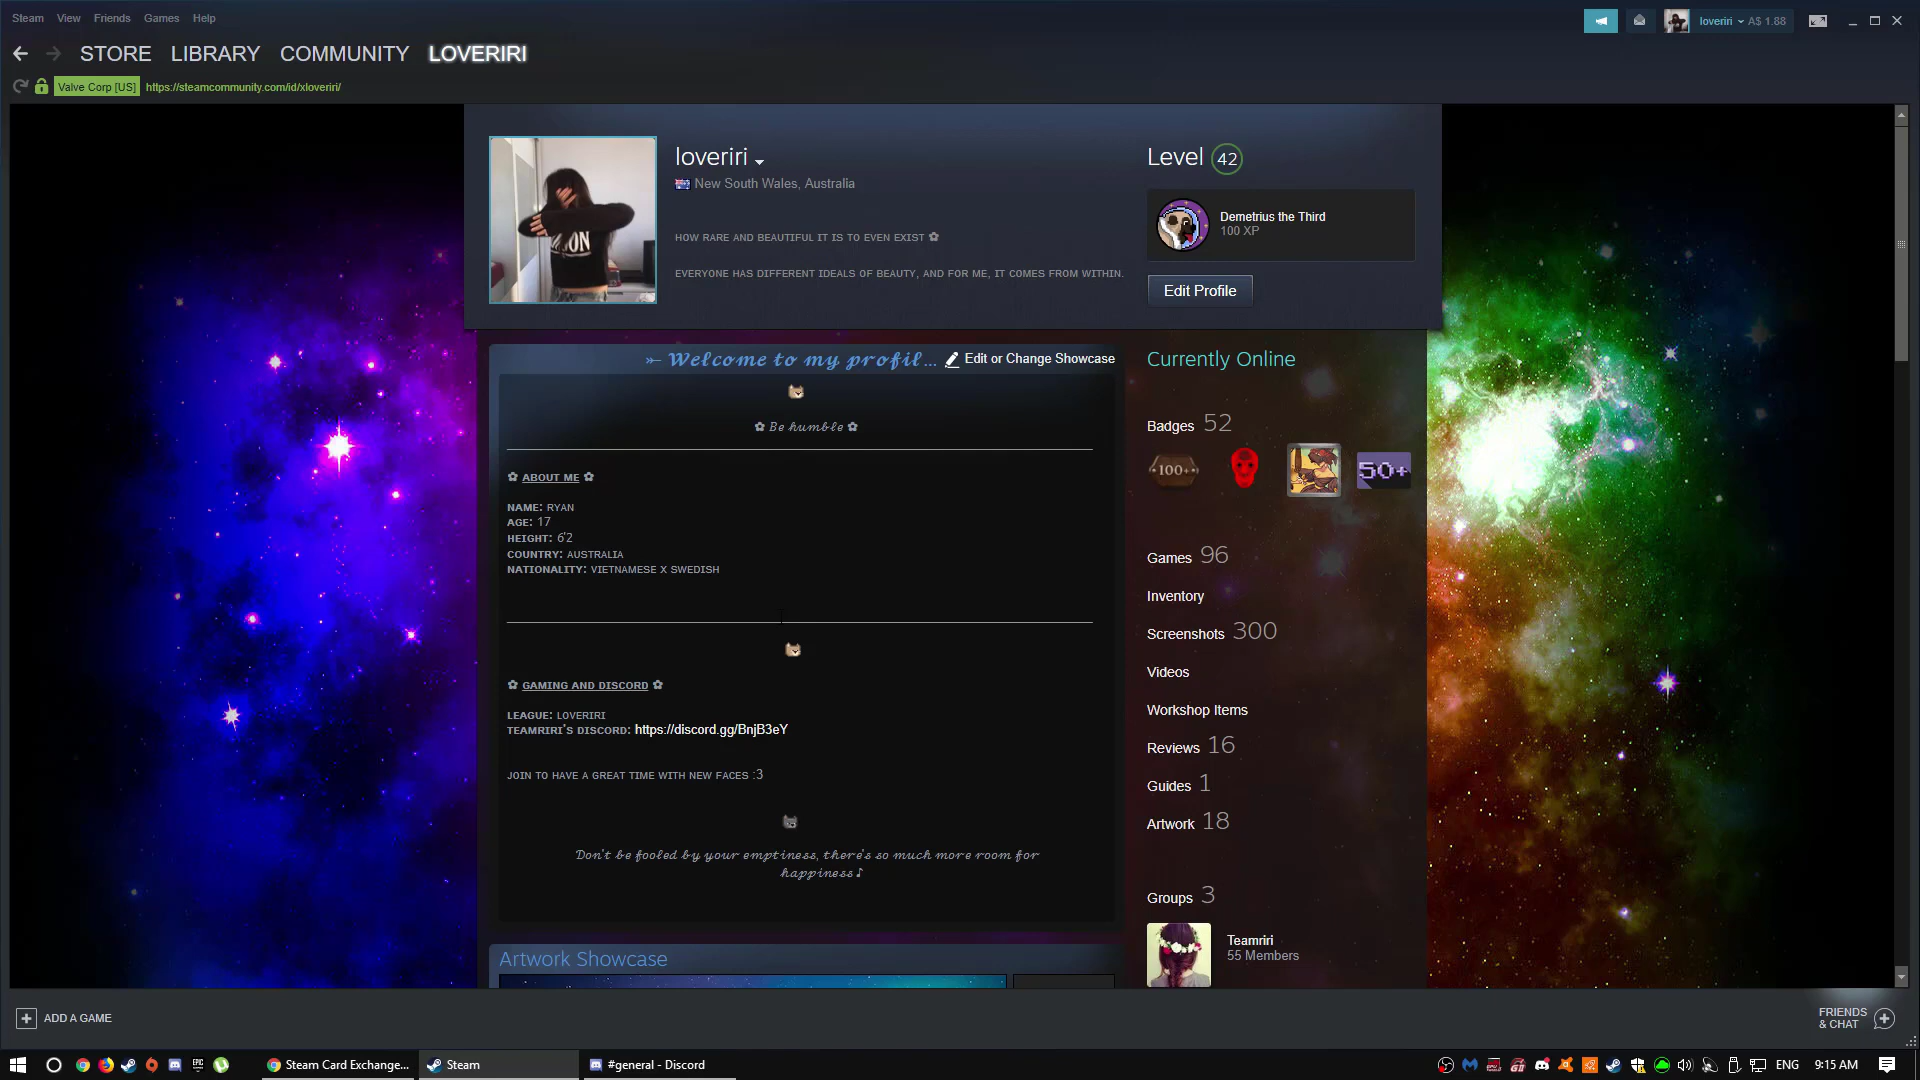 Steam View Friends Games Help
loveriri A$ 1.88
STORE LIBRARY COMMUNITY LOVERIRI
Valve Corp [US] https://steamcommunity.com/id/xloveriri/
loveriri
New South Wales, Australia
HOW RARE AND BEAUTIFUL IT IS TO EVEN EXIST ✿
EVERYONE HAS DIFFERENT IDEALS OF BEAUTY, AND FOR ME, IT COMES FROM WITHIN.
Level 42
Demetrius the Third
100 XP
Edit Profile
➳ Welcome to my profil... Edit or Change Showcase
✿ Be humble ✿
✿ ABOUT ME ✿
NAME: RYAN
AGE: 17
HEIGHT: 6'2
COUNTRY: AUSTRALIA
NATIONALITY: VIETNAMESE X SWEDISH
✿ GAMING AND DISCORD ✿
LEAGUE: LOVERIRI
TEAMRIRI'S DISCORD: https://discord.gg/BnjB3eY
JOIN TO HAVE A GREAT TIME WITH NEW FACES :3
Don't be fooled by your emptiness, there's so much more room for
happiness ♪
Artwork Showcase
Currently Online
Badges 52
100+ 50+
Games 96
Inventory
Screenshots 300
Videos
Workshop Items
Reviews 16
Guides 1
Artwork 18
Groups 3
Teamriri
55 Members
ADD A GAME
FRIENDS
& CHAT
Steam Card Exchange... Steam #general - Discord
ENG 9:15 AM